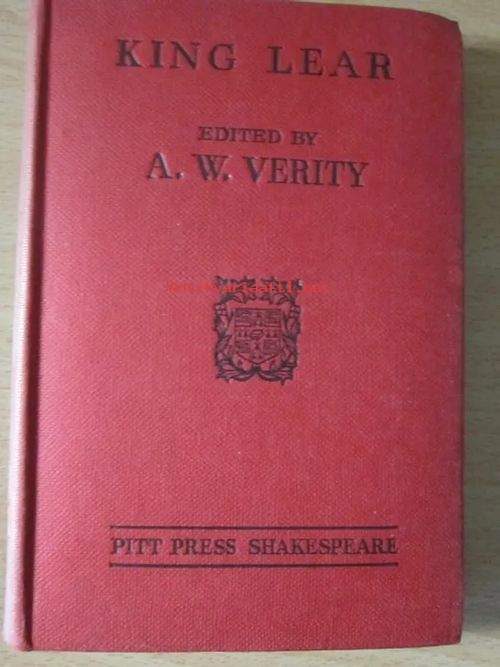 KING LEAR
EDITED BY
A. W. VERITY
PITT PRESS SHAKESPEARE